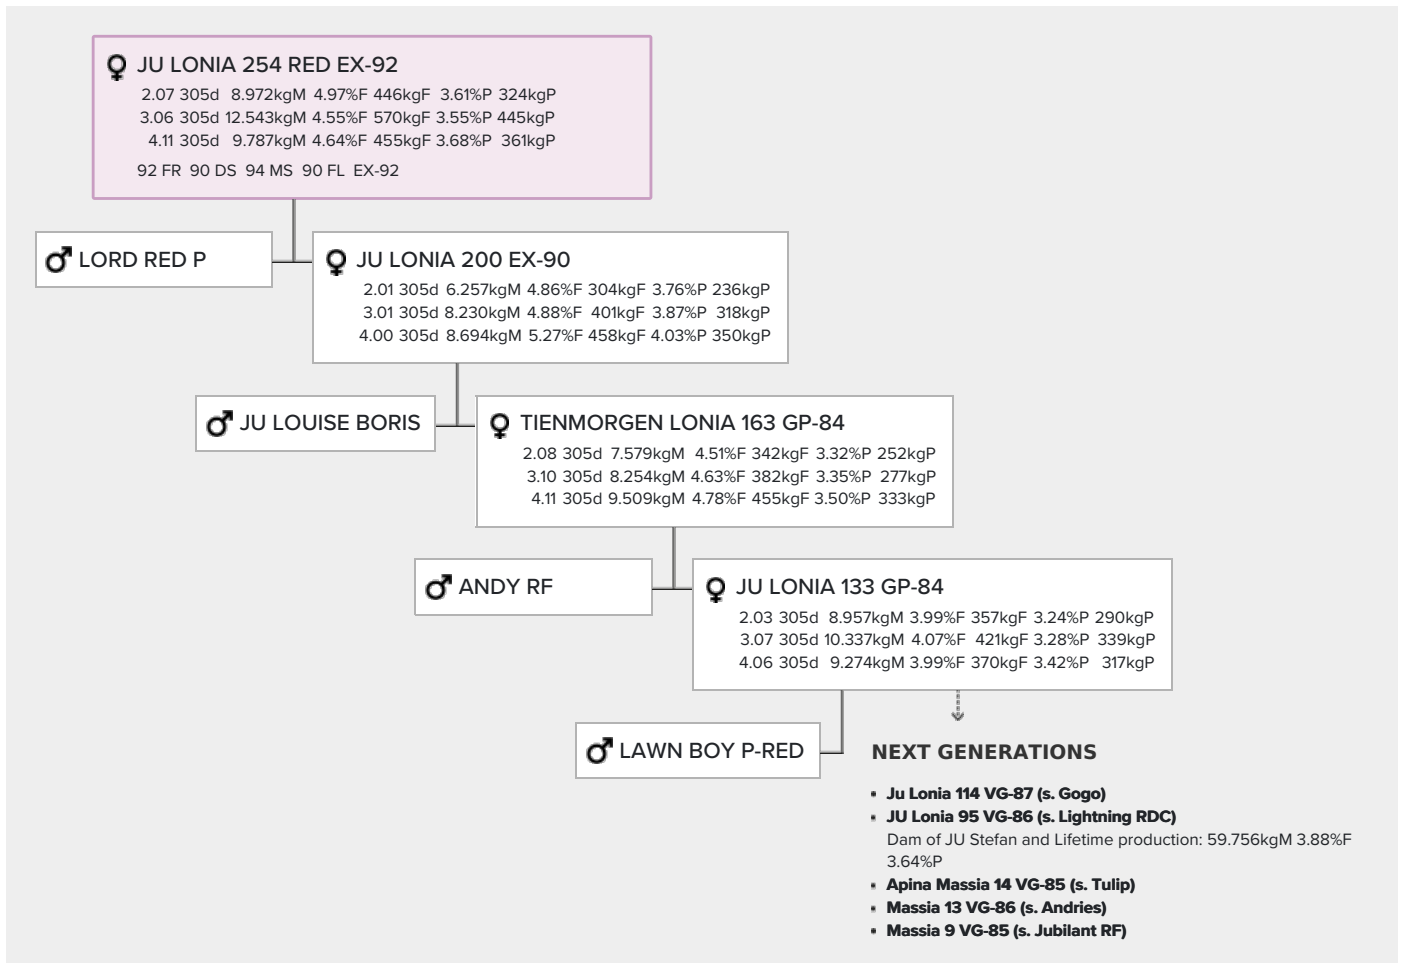 JU LONIA 254 RED EX-92
2.07 305d 8.972kgM 4.97%F 446kgF 3.61%P 324kgP
3.06 305d 12.543kgM 4.55%F 570kgF 3.55%P 445kgP
4.11 305d 9.787kgM 4.64%F 455kgF 3.68%P 361kgP
92 FR 90 DS 94 MS 90 FL EX-92
LORD RED P
JU LONIA 200 EX-90
2.01 305d 6.257kgM 4.86%F 304kgF 3.76%P 236kgP
3.01 305d 8.230kgM 4.88%F 401kgF 3.87%P 318kgP
4.00 305d 8.694kgM 5.27%F 458kgF 4.03%P 350kgP
JU LOUISE BORIS
TIENMORGEN LONIA 163 GP-84
2.08 305d 7.579kgM 4.51%F 342kgF 3.32%P 252kgP
3.10 305d 8.254kgM 4.63%F 382kgF 3.35%P 277kgP
4.11 305d 9.509kgM 4.78%F 455kgF 3.50%P 333kgP
ANDY RF
JU LONIA 133 GP-84
2.03 305d 8.957kgM 3.99%F 357kgF 3.24%P 290kgP
3.07 305d 10.337kgM 4.07%F 421kgF 3.28%P 339kgP
4.06 305d 9.274kgM 3.99%F 370kgF 3.42%P 317kgP
LAWN BOY P-RED
NEXT GENERATIONS
▪ Ju Lonia 114 VG-87 (s. Gogo)
▪ JU Lonia 95 VG-86 (s. Lightning RDC)
Dam of JU Stefan and Lifetime production: 59.756kgM 3.88%F
3.64%P
▪ Apina Massia 14 VG-85 (s. Tulip)
▪ Massia 13 VG-86 (s. Andries)
▪ Massia 9 VG-85 (s. Jubilant RF)